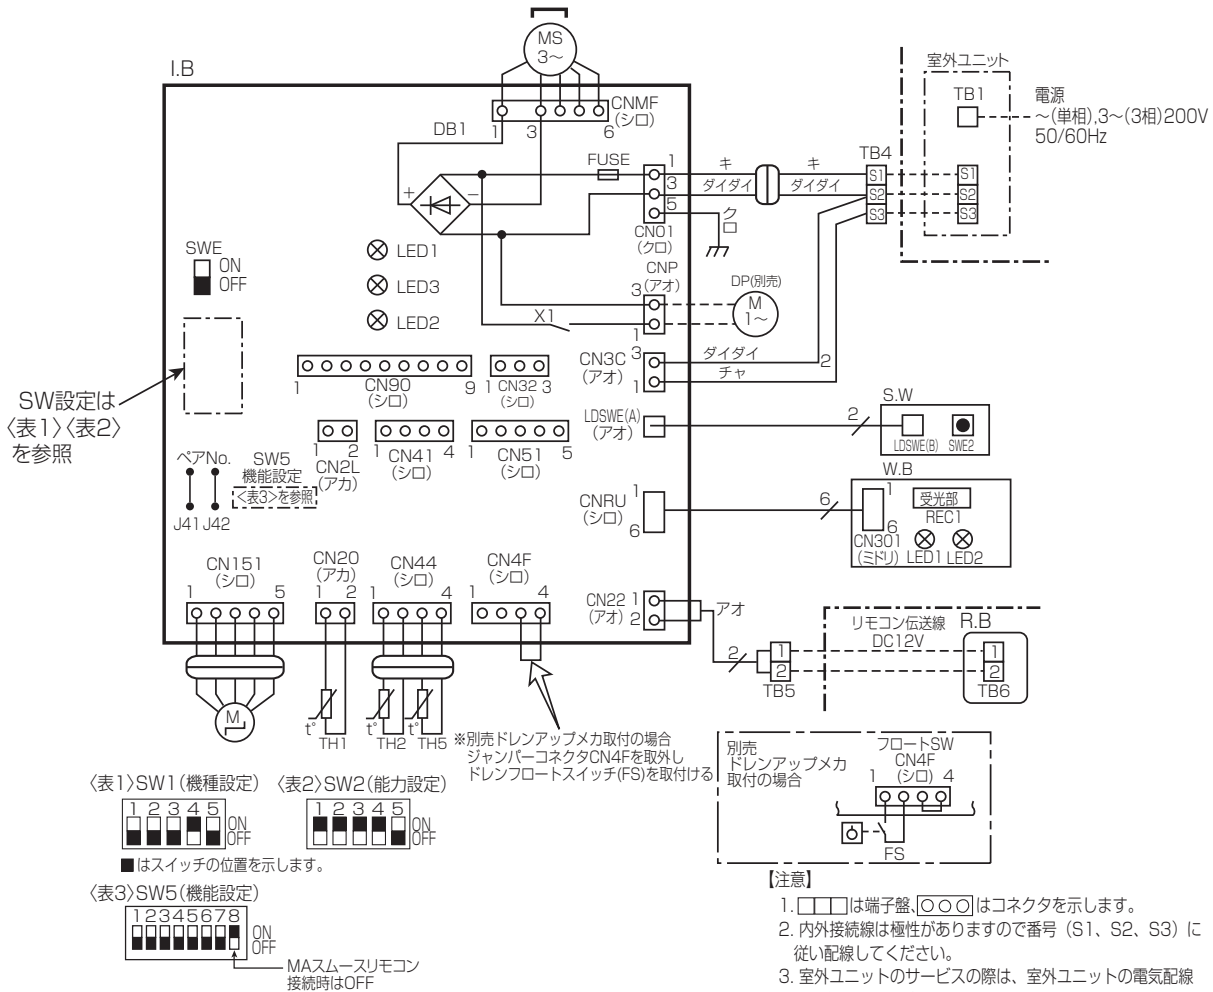 MS
3～
I.B
CNMF
(シロ)
1
3
6
DB1
FUSE
+
−
1
3
5
CN01
(クロ)
キ
ダイダイ
キ
ダイダイ
クロ
TB4
S1
S2
S3
室外ユニット
TB1
S1
S2
S3
電源
～(単相),3～(3相)200V
50/60Hz
SWE
ON
OFF
LED1
LED3
LED2
CNP
(アオ)
3
1
X1
DP(別売)
M
1～
SW設定は
〈表1〉〈表2〉
を参照
1
9
CN90
(シロ)
1
CN32
3
(シロ)
CN3C
(アオ)
3
1
ダイダイ
チャ
2
1
2
CN2L
(アカ)
1
4
CN41
(シロ)
1
5
CN51
(シロ)
LDSWE(A)
(アオ)
2
S.W
LDSWE(B)
SWE2
ペアNo.
J41
J42
SW5
機能設定
<表3>を参照
CNRU
(シロ)
1
6
6
W.B
1
6
CN301
(ミドリ)
受光部
REC1
LED1
LED2
CN151
(シロ)
1
5
CN20
(アカ)
1
2
CN44
(シロ)
1
4
CN4F
(シロ)
1
4
CN22
(アオ)
1
2
アオ
2
1
2
TB5
リモコン伝送線
DC12V
R.B
1
2
TB6
M
t°
TH1
t°
TH2
t°
TH5
※別売ドレンアップメカ取付の場合
ジャンパーコネクタCN4Fを取外し
ドレンフロートスイッチ(FS)を取付ける
別売
ドレンアップメカ
取付の場合
フロートSW
CN4F
(シロ)
1
4
FS
〈表1〉SW1(機種設定)
1 2 3 4 5
ON
OFF
〈表2〉SW2(能力設定)
1 2 3 4 5
ON
OFF
■はスイッチの位置を示します。
〈表3〉SW5(機能設定)
12345678
ON
OFF
MAスムースリモコン
接続時はOFF
【注意】
1. □□□は端子盤、○○○はコネクタを示します。
2. 内外接続線は極性がありますので番号（S1、S2、S3）に
従い配線してください。
3. 室外ユニットのサービスの際は、室外ユニットの電気配線